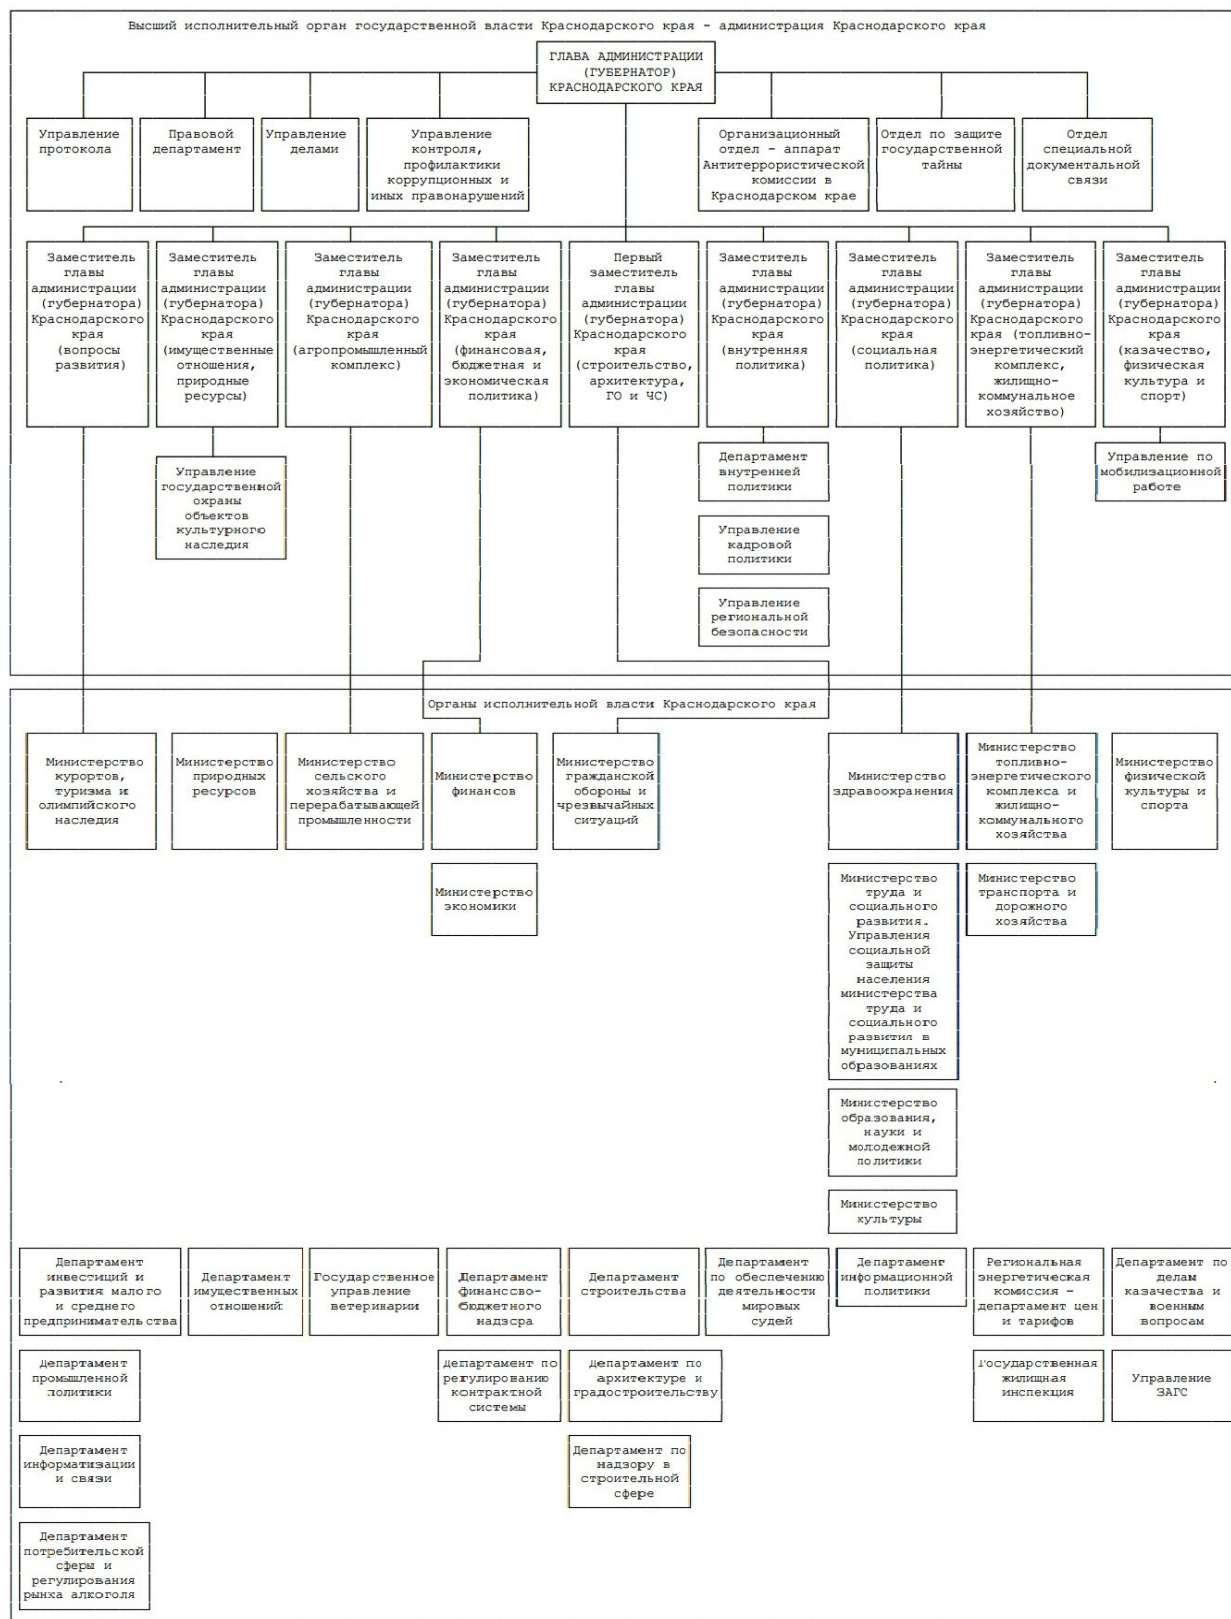 Высший исполнительный орган государственной власти Краснодарского края - администрация Краснодарского края
ГЛАВА АДМИНИСТРАЦИИ
(ГУБЕРНАТОР)
КРАСНОДАРСКОГО КРАЯ
Управление
протокола
Правовой
департамент
Управление
делами
Управление
контроля,
профилактики
коррупционных и
иных правонарушений
Организационный
отдел - аппарат
Антитеррористической
комиссии в
Краснодарском крае
Отдел по защите
государственной
тайны
Отдел
специальной
документальной
связи
Заместитель
главы
администрации
(губернатора)
Краснодарского
края
(вопросы
развития)
Заместитель
главы
администрации
(губернатора)
Краснодарского
края
(имущественные
отношения,
природные
ресурсы)
Заместитель
главы
администрации
(губернатора)
Краснодарского
края
(агропромышленный
комплекс)
Заместитель
главы
администрации
(губернатора)
Краснодарского
края
(финансовая,
бюджетная и
экономическая
политика)
Первый
заместитель
главы
администрации
(губернатора)
Краснодарского
края
(строительство,
архитектура,
ГО и ЧС)
Заместитель
главы
администрации
(губернатора)
Краснодарского
края
(внутренняя
политика)
Заместитель
главы
администрации
(губернатора)
Краснодарского
края
(социальная
политика)
Заместитель
главы
администрации
(губернатора)
Краснодарского
края (топливно-
энергетический
комплекс,
жилищно-
коммунальное
хозяйство)
Заместитель
главы
администрации
(губернатора)
Краснодарского
края
(казачество,
физическая
культура и
спорт)
Управление
государственной
охраны
объектов
культурного
наследия
Департамент
внутренней
политики
Управление по
мобилизационной
работе
Управление
кадровой
политики
Управление
региональной
безопасности
Органы исполнительной власти Краснодарского края
Министерство
курортов,
туризма и
олимпийского
наследия
Министерство
природных
ресурсов
Министерство
сельского
хозяйства и
перерабатывающей
промышленности
Министерство
финансов
Министерство
гражданской
обороны и
чрезвычайных
ситуаций
Министерство
здравоохранения
Министерство
топливно-
энергетического
комплекса и
жилищно-
коммунального
хозяйства
Министерство
физической
культуры и
спорта
Министерство
экономики
Министерство
труда и
социального
развития.
Управления
социальной
защиты
населения
министерства
труда и
социального
развития в
муниципальных
образованиях
Министерство
транспорта и
дорожного
хозяйства
Министерство
образования,
науки и
молодежной
политики
Министерство
культуры
Департамент
инвестиций и
развития малого
и среднего
предпринимательства
Департамент
имущественных
отношений
Государственное
управление
ветеринарии
Департамент
финансово-
бюджетного
надзора
Департамент
строительства
Департамент
по обеспечению
деятельности
мировых
судей
Департамент
информационной
политики
Региональная
энергетическая
комиссия -
департамент цен
и тарифов
Департамент по
делам
казачества и
военным
вопросам
Департамент
промышленной
политики
Департамент по
регулированию
контрактной
системы
Департамент по
архитектуре и
градостроительству
Государственная
жилищная
инспекция
Управление
ЗАГС
Департамент
информатизации
и связи
Департамент по
надзору в
строительной
сфере
Департамент
потребительской
сферы и
регулирования
рынка алкоголя